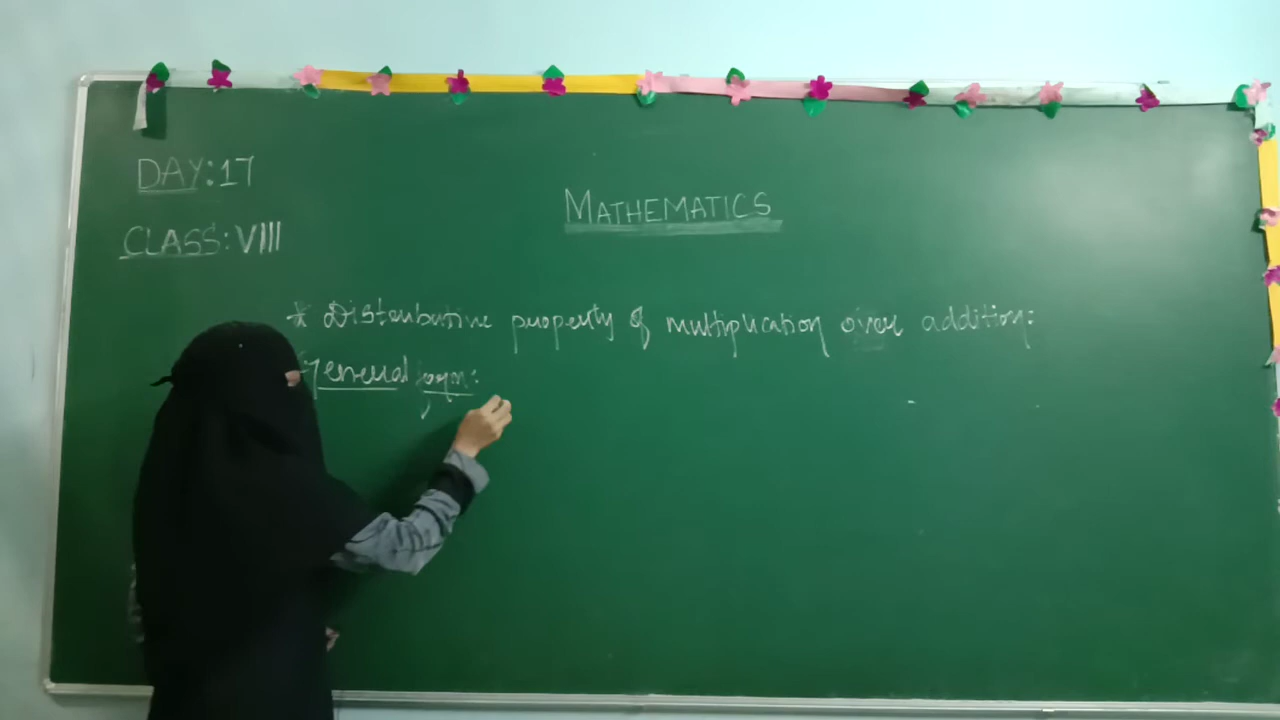 DAY:17
MATHEMATICS
CLASS:VIII
* Distributive property of multiplication over addition:
General form: